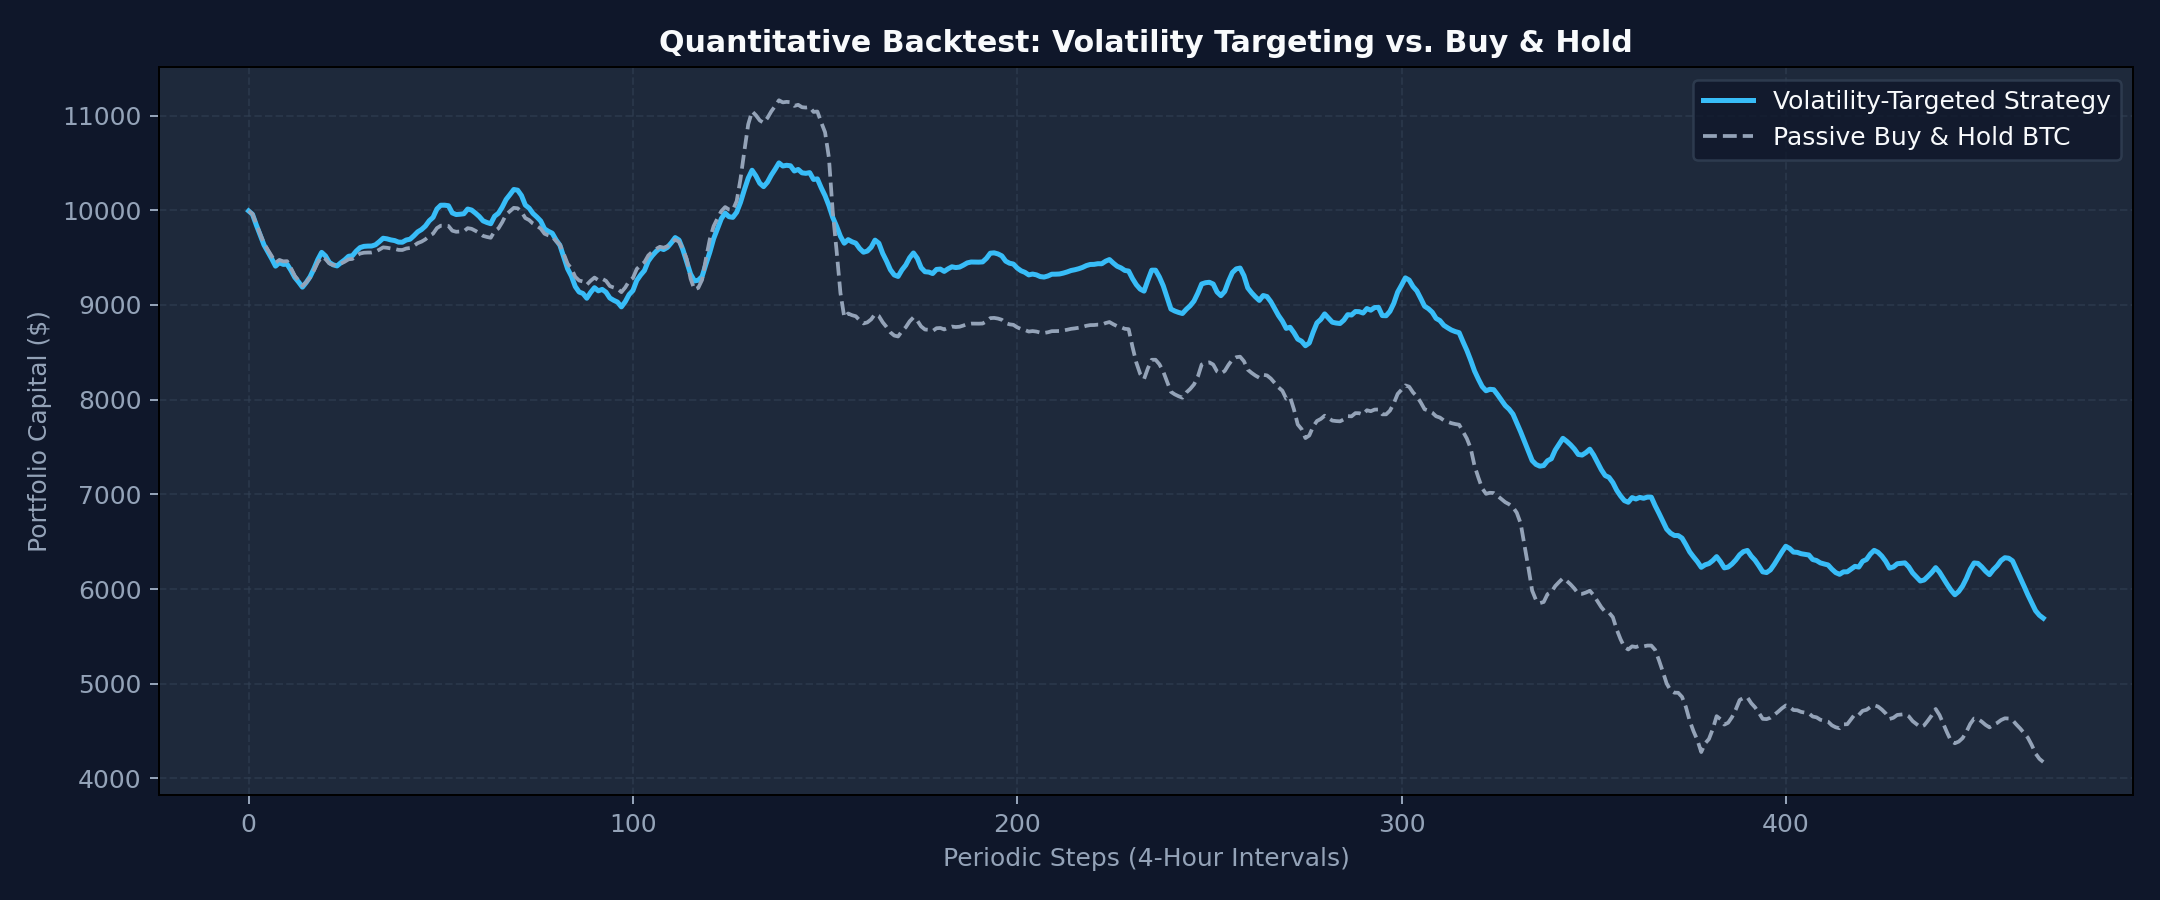 Quantitative Backtest: Volatility Targeting vs. Buy & Hold
Volatility-Targeted Strategy
Passive Buy & Hold BTC
Portfolio Capital ($)
11000
10000
9000
8000
7000
6000
5000
4000
0 100 200 300 400
Periodic Steps (4-Hour Intervals)